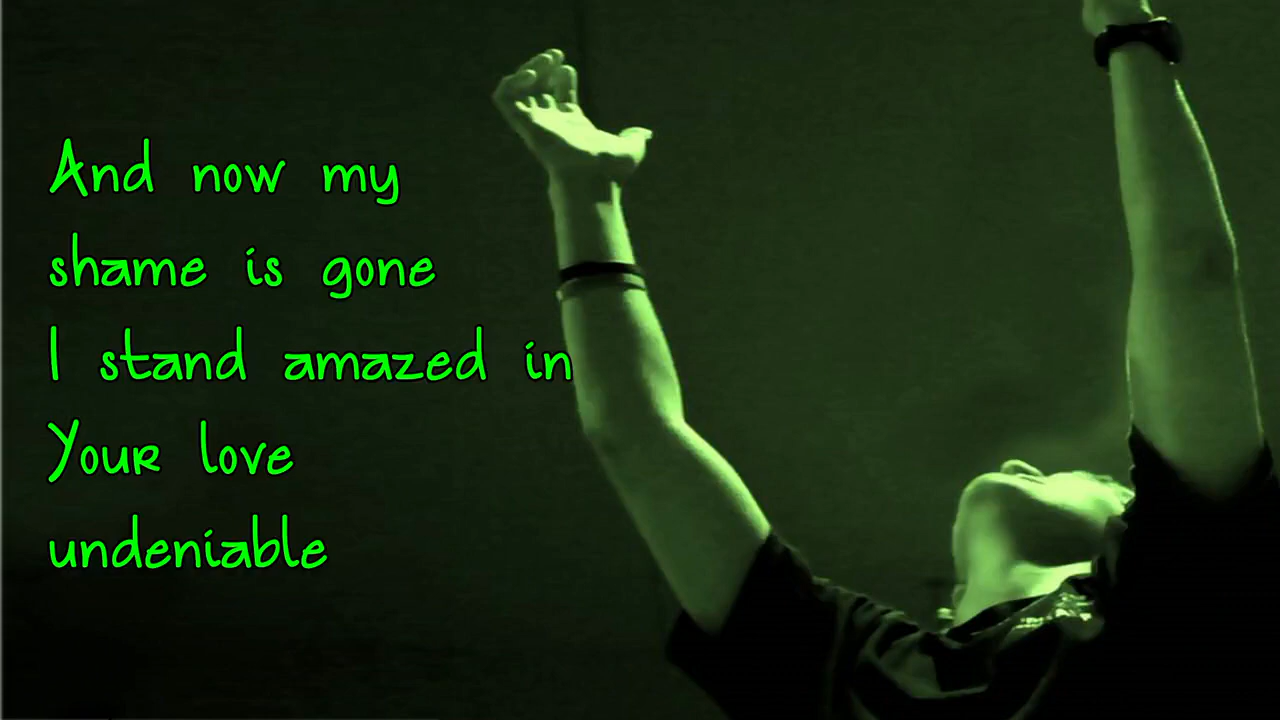 And now my
shame is gone
I stand amazed in
Your love
undeniable